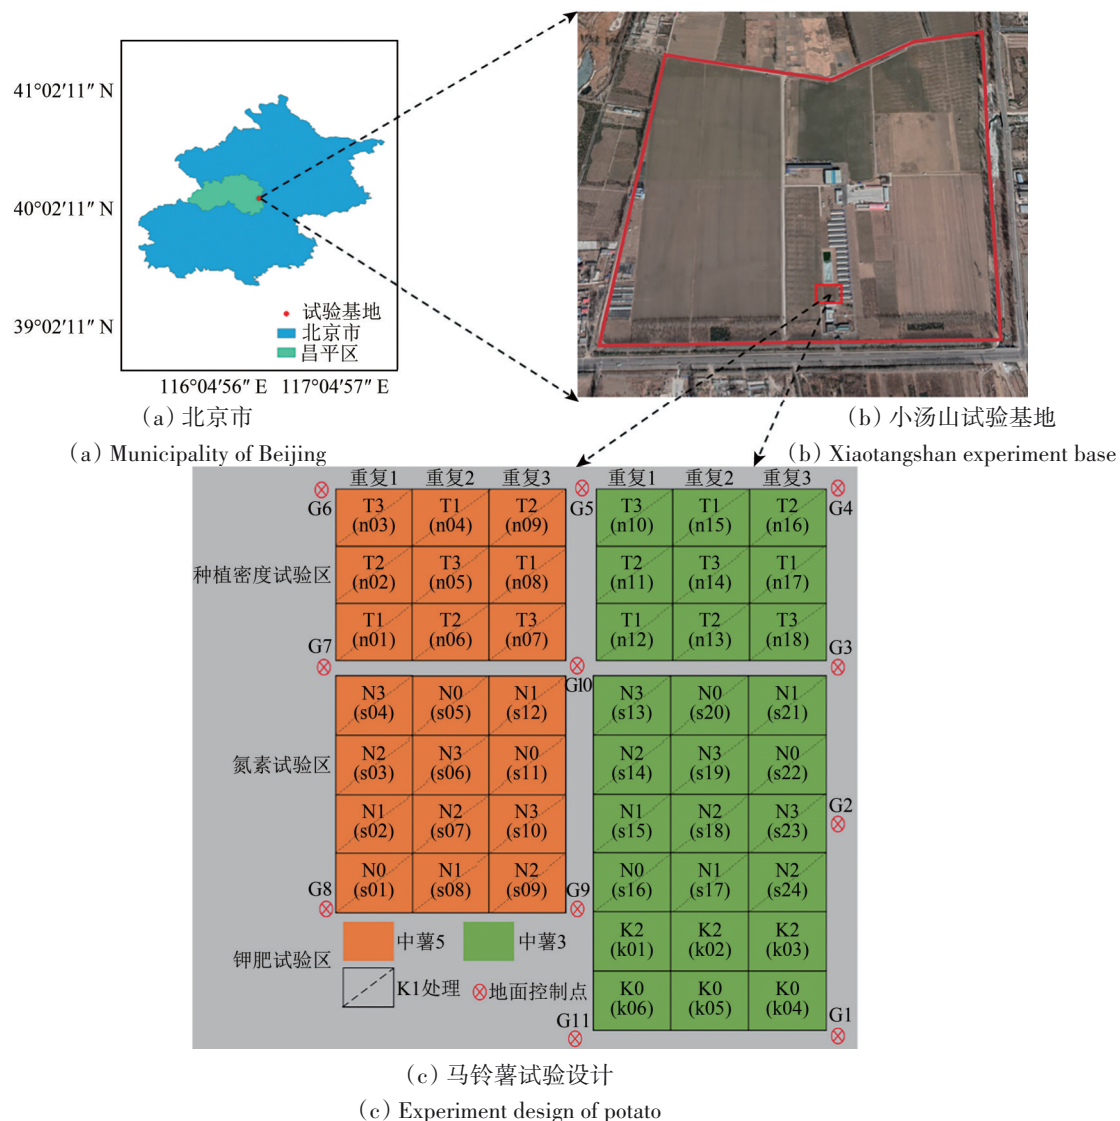 41°02′11″ N
40°02′11″ N
39°02′11″ N
试验基地
北京市
昌平区
116°04′56″ E 117°04′57″ E
(a) 北京市
(a) Municipality of Beijing
(b) 小汤山试验基地
(b) Xiaotangshan experiment base
重复1 重复2 重复3 重复1 重复2 重复3
G6 G5 G4
T3 T1 T2 T3 T1 T2
(n03) (n04) (n09) (n10) (n15) (n16)
种植密度试验区
T2 T3 T1 T2 T3 T1
(n02) (n05) (n08) (n11) (n14) (n17)
T1 T2 T3 T1 T2 T3
(n01) (n06) (n07) (n12) (n13) (n18)
G7 G3
G10
N3 N0 N1 N3 N0 N1
(s04) (s05) (s12) (s13) (s20) (s21)
氮素试验区
N2 N3 N0 N2 N3 N0
(s03) (s06) (s11) (s14) (s19) (s22)
G2
N1 N2 N3 N1 N2 N3
(s02) (s07) (s10) (s15) (s18) (s23)
N0 N1 N2 N0 N1 N2
(s01) (s08) (s09) (s16) (s17) (s24)
G8 G9
中薯5 中薯3
K2 K2 K2
(k01) (k02) (k03)
钾肥试验区
K1处理 地面控制点
K0 K0 K0
(k06) (k05) (k04)
G11 G1
(c) 马铃薯试验设计
(c) Experiment design of potato